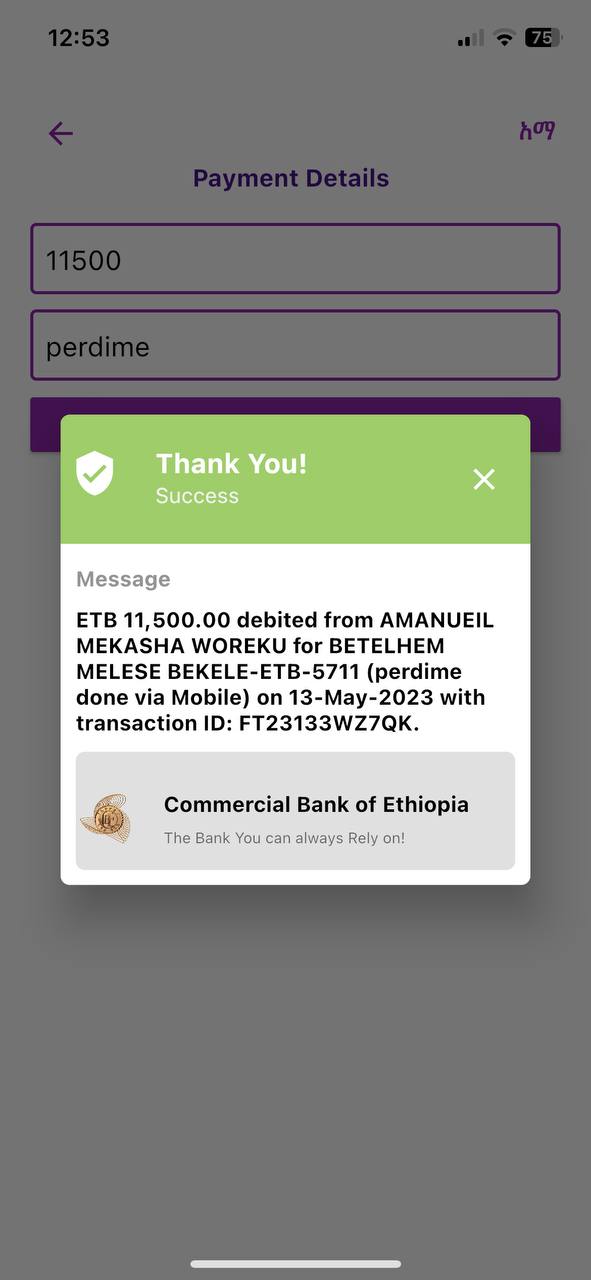 12:53
75
አማ
Payment Details
11500
perdime
Thank You!
Success
Message
ETB 11,500.00 debited from AMANUEIL
MEKASHA WOREKU for BETELHEM
MELESE BEKELE-ETB-5711 (perdime
done via Mobile) on 13-May-2023 with
transaction ID: FT23133WZ7QK.
Commercial Bank of Ethiopia
The Bank You can always Rely on!